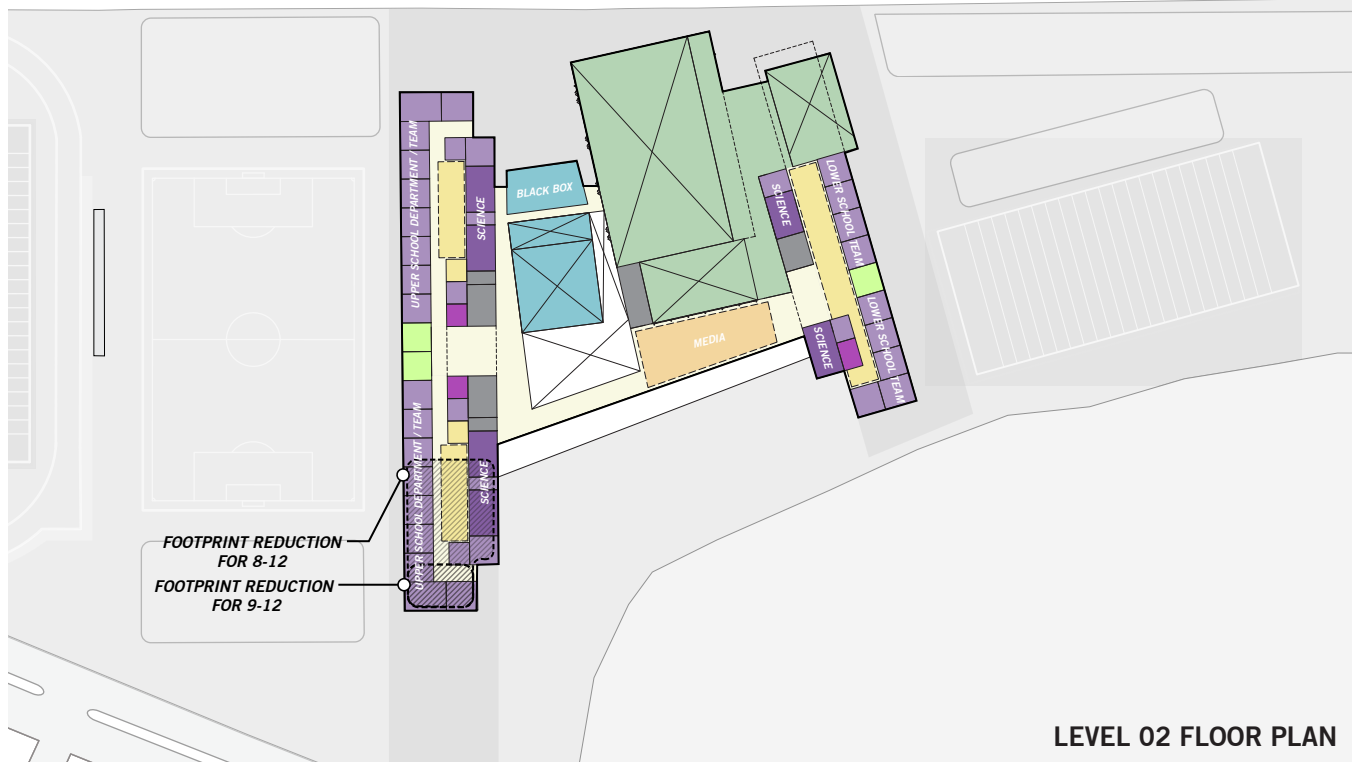 UPPER SCHOOL DEPARTMENT / TEAM
SCIENCE
BLACK BOX
SCIENCE
LOWER SCHOOL TEAM
MEDIA
SCIENCE
LOWER SCHOOL TEAM
UPPER SCHOOL DEPARTMENT / TEAM
SCIENCE
FOOTPRINT REDUCTION
FOR 8-12
FOOTPRINT REDUCTION
FOR 9-12
LEVEL 02 FLOOR PLAN